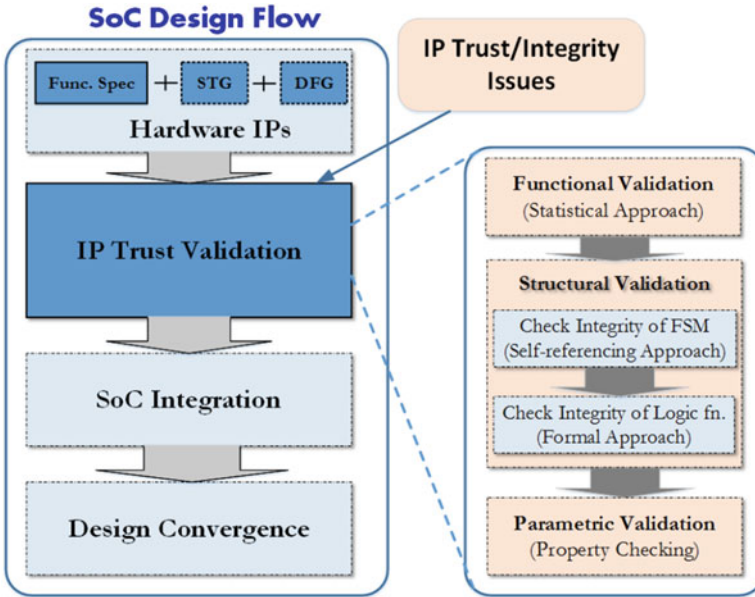 SoC Design Flow
IP Trust/Integrity
Issues
Func. Spec + STG + DFG
Hardware IPs
IP Trust Validation
SoC Integration
Design Convergence
Functional Validation
(Statistical Approach)
Structural Validation
Check Integrity of FSM
(Self-referencing Approach)
Check Integrity of Logic fn.
(Formal Approach)
Parametric Validation
(Property Checking)